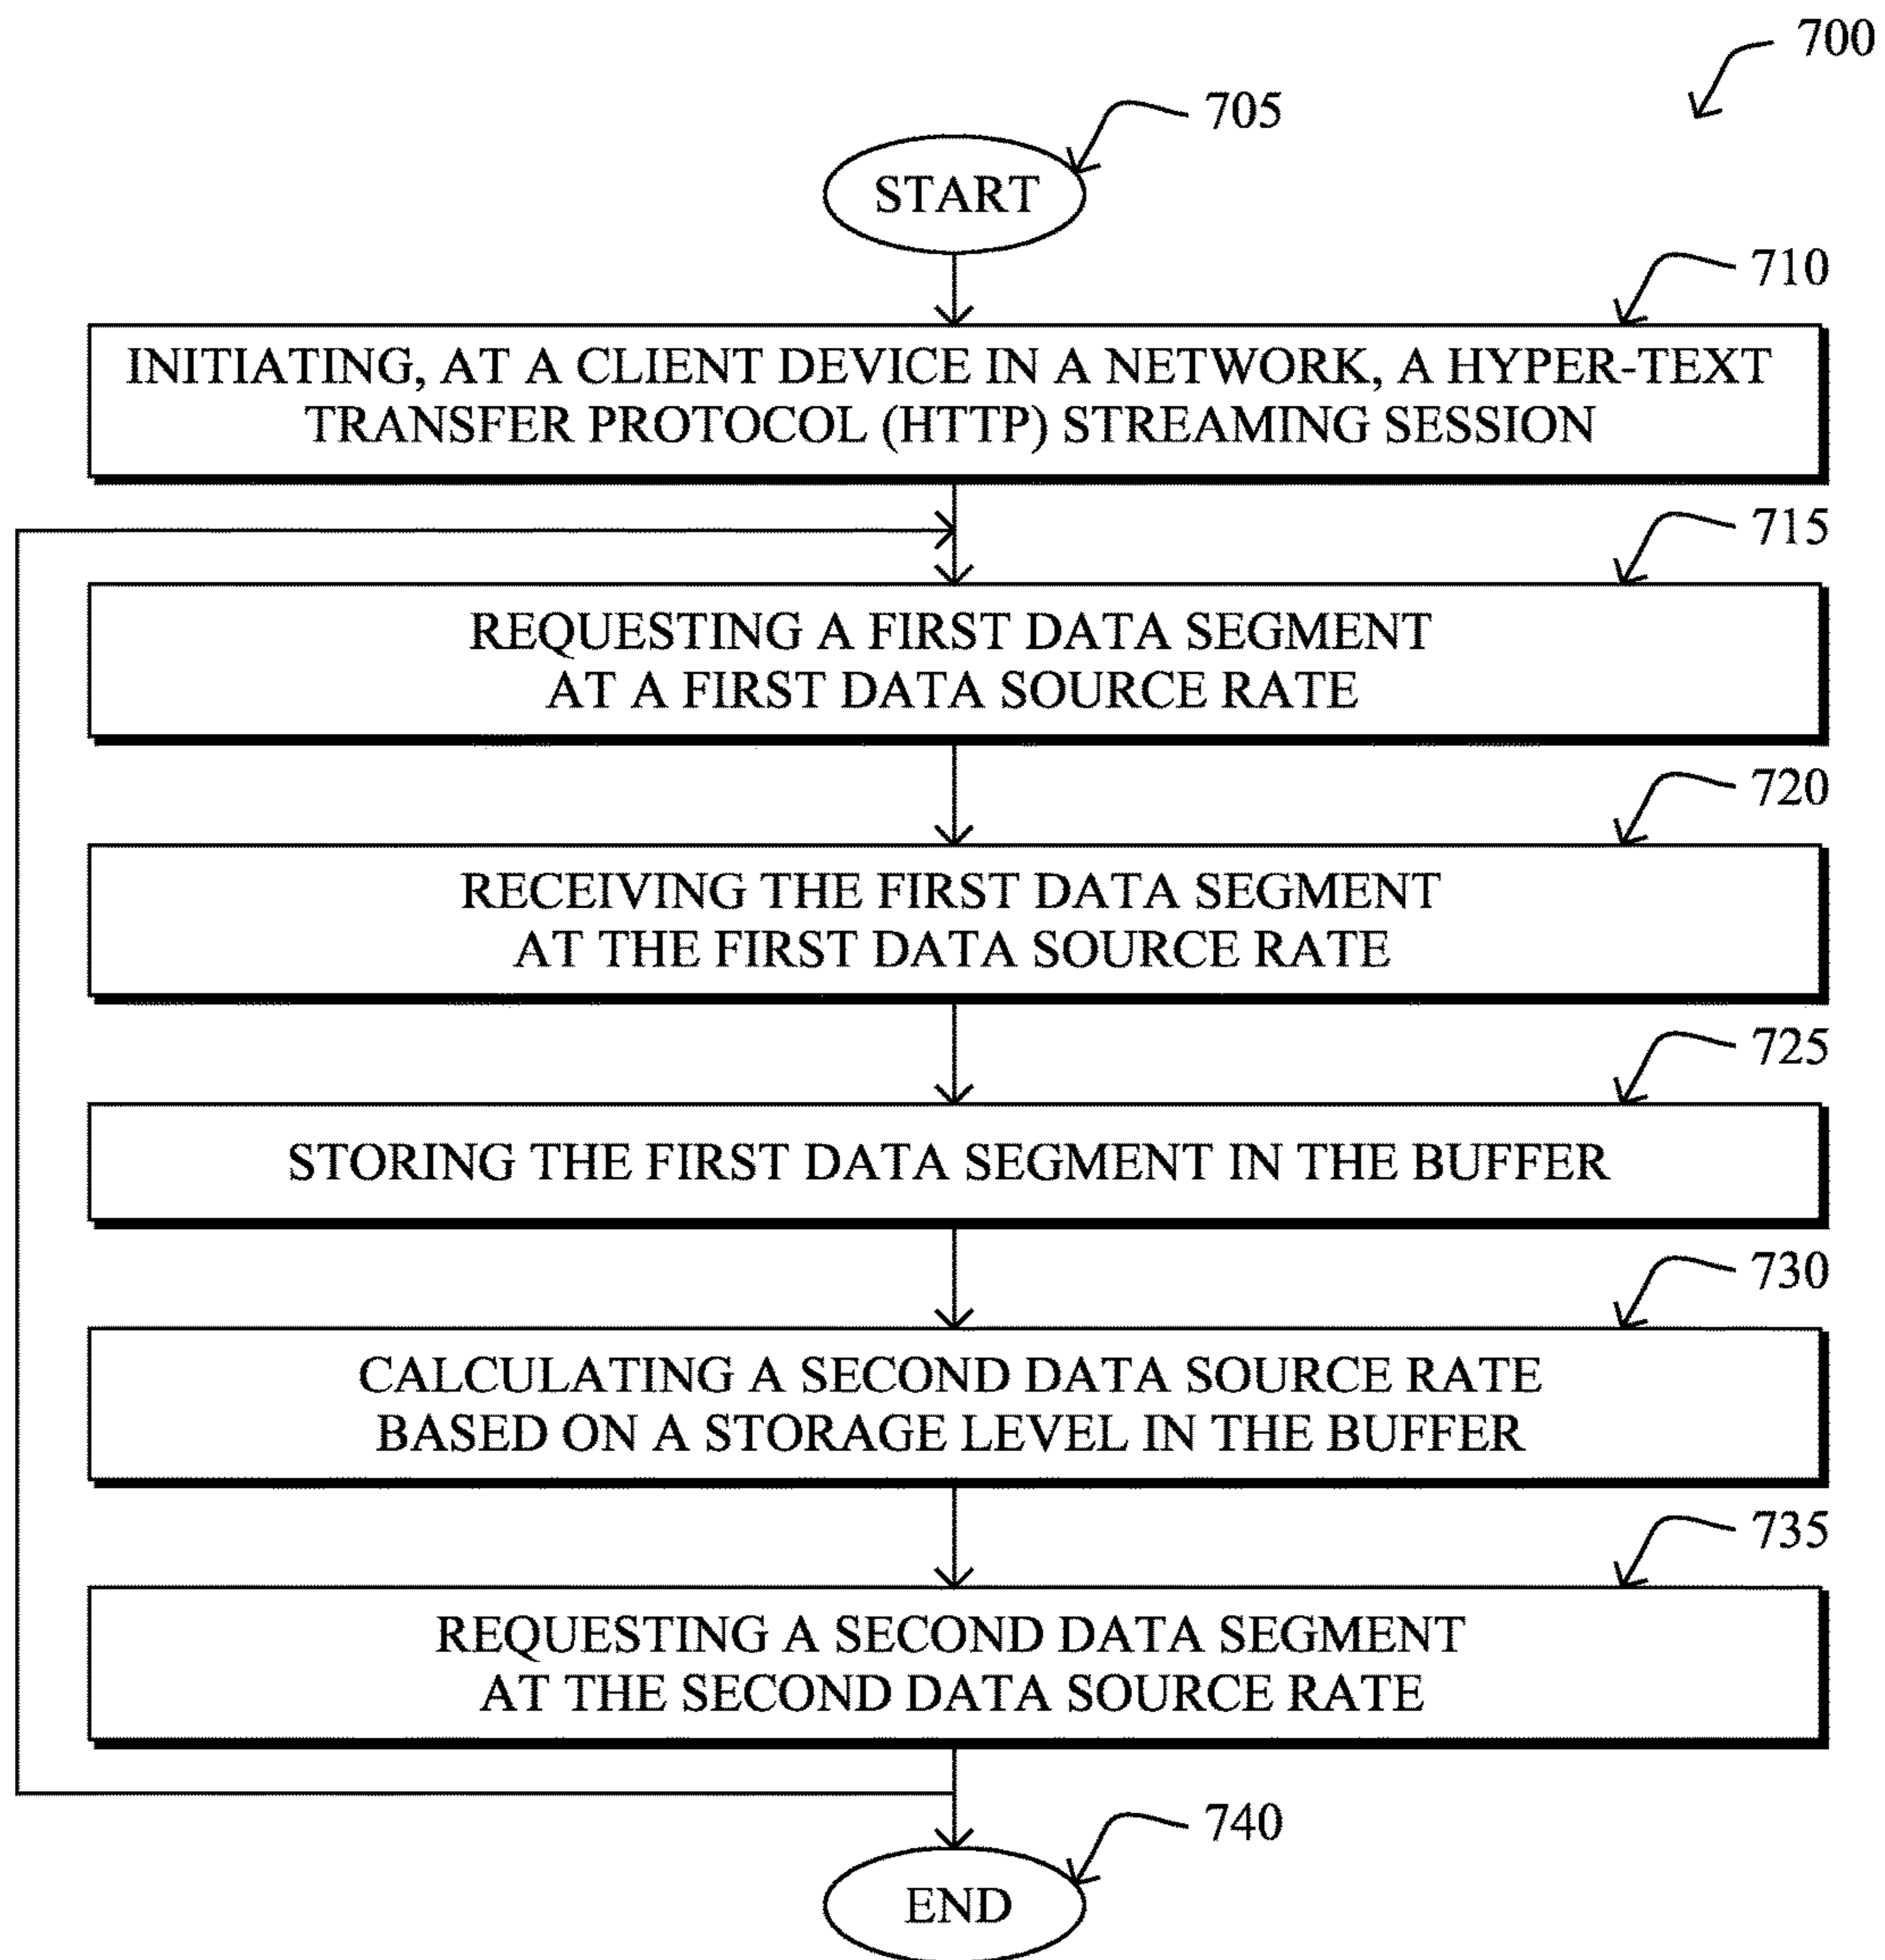 700
705
START
710
INITIATING, AT A CLIENT DEVICE IN A NETWORK, A HYPER-TEXT
TRANSFER PROTOCOL (HTTP) STREAMING SESSION
715
REQUESTING A FIRST DATA SEGMENT
AT A FIRST DATA SOURCE RATE
720
RECEIVING THE FIRST DATA SEGMENT
AT THE FIRST DATA SOURCE RATE
725
STORING THE FIRST DATA SEGMENT IN THE BUFFER
730
CALCULATING A SECOND DATA SOURCE RATE
BASED ON A STORAGE LEVEL IN THE BUFFER
735
REQUESTING A SECOND DATA SEGMENT
AT THE SECOND DATA SOURCE RATE
740
END